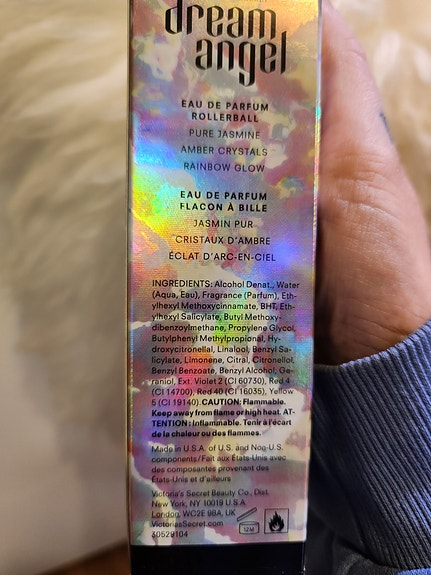 dream
angel
EAU DE PARFUM
ROLLERBALL
PURE JASMINE
AMBER CRYSTALS
RAINBOW GLOW
EAU DE PARFUM
FLACON À BILLE
JASMIN PUR
CRISTAUX D'AMBRE
ÉCLAT D'ARC-EN-CIEL
INGREDIENTS: Alcohol Denat., Water
(Aqua, Eau), Fragrance (Parfum), Eth-
ylhexyl Methoxycinnamate, BHT, Eth-
ylhexyl Salicylate, Butyl Methoxy-
dibenzoylmethane, Propylene Glycol,
Butylphenyl Methylpropional, Hy-
droxycitronellal, Linalool, Benzyl Sa-
licylate, Limonene, Citral, Citronellol,
Benzyl Benzoate, Benzyl Alcohol, Ge-
raniol, Ext. Violet 2 (CI 60730), Red 4
(CI 14700), Red 40 (CI 16035), Yellow
5 (CI 19140). CAUTION: Flammable.
Keep away from flame or high heat. AT-
TENTION : Inflammable. Tenir à l'écart
de la chaleur ou des flammes.
Made in U.S.A. of U.S. and Non-U.S.
components / Fait aux États-Unis avec
des composantes provenant des
États-Unis et d'ailleurs
Victoria's Secret Beauty Co., Dist.
New York, NY 10019 U.S.A.
London, WC2E 9BA, UK
VictoriasSecret.com
30529104
12M